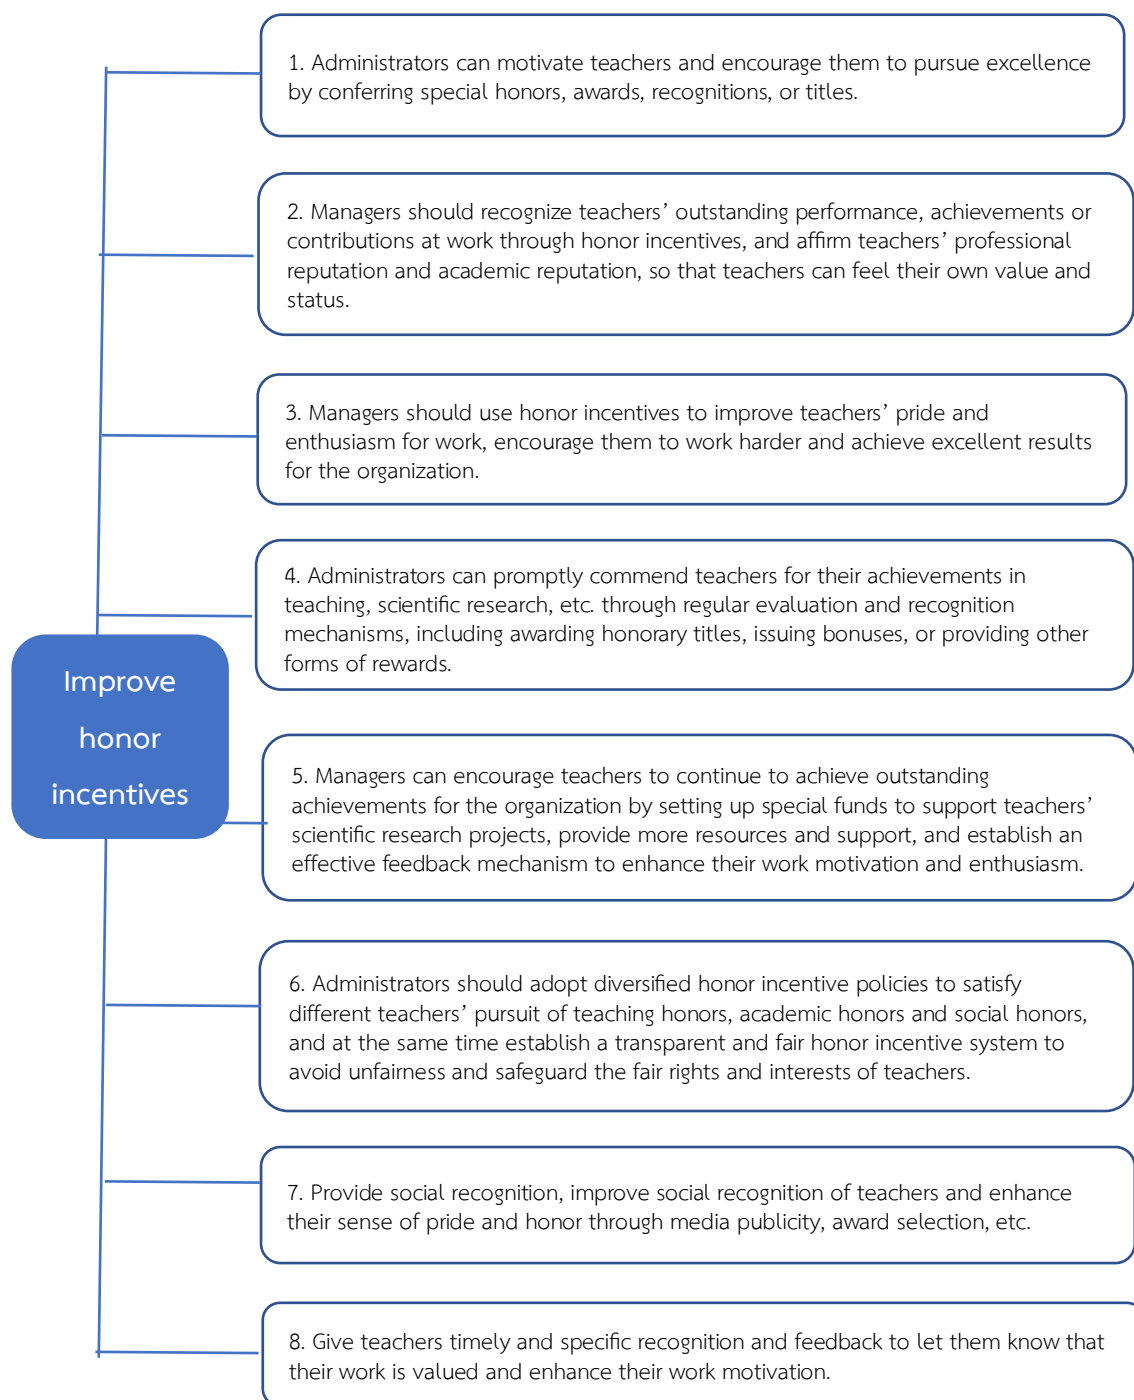 1. Administrators can motivate teachers and encourage them to pursue excellence
by conferring special honors, awards, recognitions, or titles.
2. Managers should recognize teachers’ outstanding performance, achievements or
contributions at work through honor incentives, and affirm teachers’ professional
reputation and academic reputation, so that teachers can feel their own value and
status.
3. Managers should use honor incentives to improve teachers’ pride and
enthusiasm for work, encourage them to work harder and achieve excellent results
for the organization.
4. Administrators can promptly commend teachers for their achievements in
teaching, scientific research, etc. through regular evaluation and recognition
mechanisms, including awarding honorary titles, issuing bonuses, or providing other
forms of rewards.
Improve
honor
incentives
5. Managers can encourage teachers to continue to achieve outstanding
achievements for the organization by setting up special funds to support teachers’
scientific research projects, provide more resources and support, and establish an
effective feedback mechanism to enhance their work motivation and enthusiasm.
6. Administrators should adopt diversified honor incentive policies to satisfy
different teachers’ pursuit of teaching honors, academic honors and social honors,
and at the same time establish a transparent and fair honor incentive system to
avoid unfairness and safeguard the fair rights and interests of teachers.
7. Provide social recognition, improve social recognition of teachers and enhance
their sense of pride and honor through media publicity, award selection, etc.
8. Give teachers timely and specific recognition and feedback to let them know that
their work is valued and enhance their work motivation.